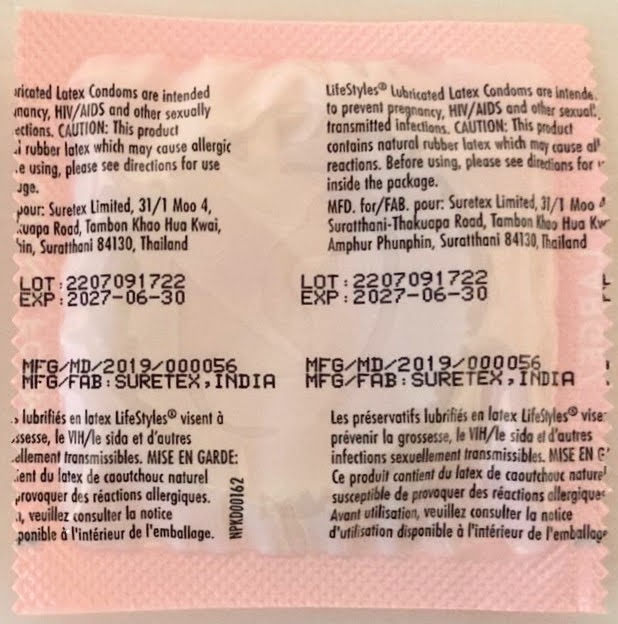 ricated Latex Condoms are intended
nancy, HIV/AIDS and other sexually
ections. CAUTION: This product
rubber latex which may cause allergic
e using, please see directions for use
pour: Suretex Limited, 31/1 Moo 4,
uapa Road, Tambon Khao Hua Kwai,
hin, Suratthani 84130, Thailand
LOT:2207091722
EXP:2027-06-30
MFG/MD/2019/000056
MFG/FAB:SURETEX,INDIA
lubrifiés en latex LifeStyles® visent à
ssesse, le VIH/le sida et d'autres
ellement transmissibles. MISE EN GARDE:
ient du latex de caoutchouc naturel
provoquer des réactions allergiques.
veuillez consulter la notice
ponible à l'intérieur de l'emballage.
NPKD00162
LifeStyles® Lubricated Latex Condoms are intende
to prevent pregnancy, HIV/AIDS and other sexual
transmitted infections. CAUTION: This product
contains natural rubber latex which may cause al
reactions. Before using, please see directions for
inside the package.
MFD. for/FAB. pour: Suretex Limited, 31/1 Moo
Suratthani-Thakuapa Road, Tambon Khao Hua Kw
Amphur Phunphin, Suratthani 84130, Thailand
LOT:2207091722
EXP:2027-06-30
MFG/MD/2019/000056
MFG/FAB:SURETEX,INDIA
Les préservatifs lubrifiés en latex LifeStyles® vise
prévenir la grossesse, le VIH/le sida et d'autres
infections sexuellement transmissibles. MISE EN G
Ce produit contient du latex de caoutchouc nature
susceptible de provoquer des réactions allergique
Avant utilisation, veuillez consulter la notice
d'utilisation disponible à l'intérieur de l'emballag